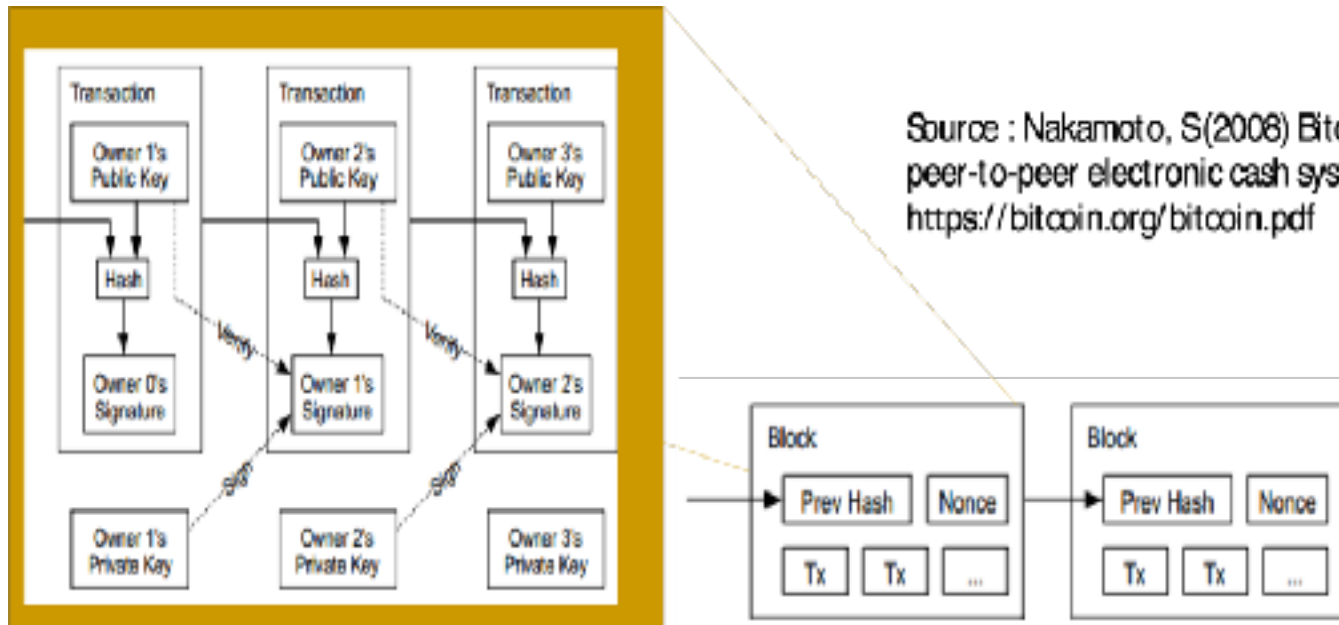 Transaction
Transaction
Transaction
Owner 1's
Public Key
Owner 2's
Public Key
Owner 3's
Public Key
Hash
Hash
Hash
Verify
Verify
Owner 0's
Signature
Owner 1's
Signature
Owner 2's
Signature
Sign
Sign
Owner 1's
Private Key
Owner 2's
Private Key
Owner 3's
Private Key
Source : Nakamoto, S(2008) Bitc
peer-to-peer electronic cash sys
https://bitcoin.org/bitcoin.pdf
Block
Prev Hash
Nonce
Tx
Tx
...
Block
Prev Hash
Nonce
Tx
Tx
...